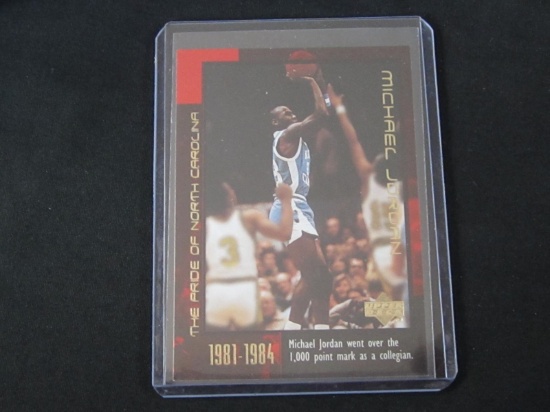 THE PRIDE OF NORTH CAROLINA
MICHAEL JORDAN
3
1981-1984
Michael Jordan went over the
1,000 point mark as a collegian.